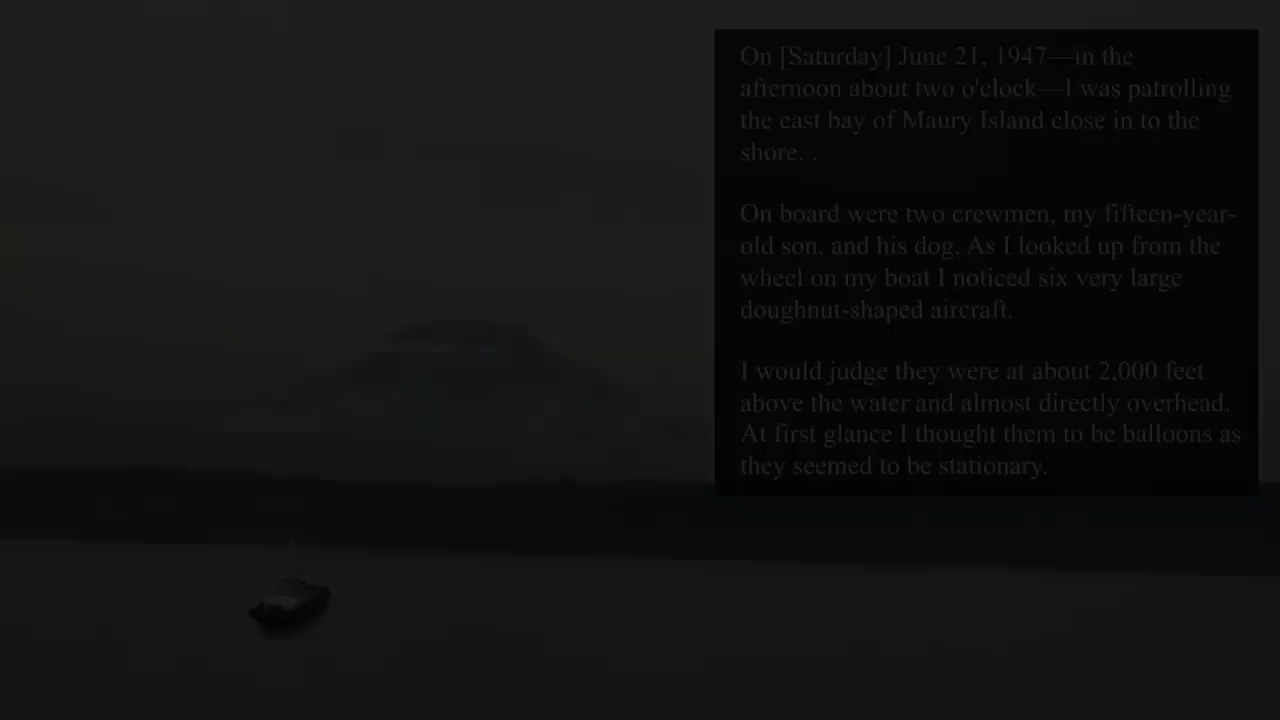 On [Saturday] June 21, 1947—in the
afternoon about two o'clock—I was patrolling
the east bay of Maury Island close in to the
shore. .
On board were two crewmen, my fifteen-year-
old son, and his dog. As I looked up from the
wheel on my boat I noticed six very large
doughnut-shaped aircraft.
I would judge they were at about 2,000 feet
above the water and almost directly overhead.
At first glance I thought them to be balloons as
they seemed to be stationary.